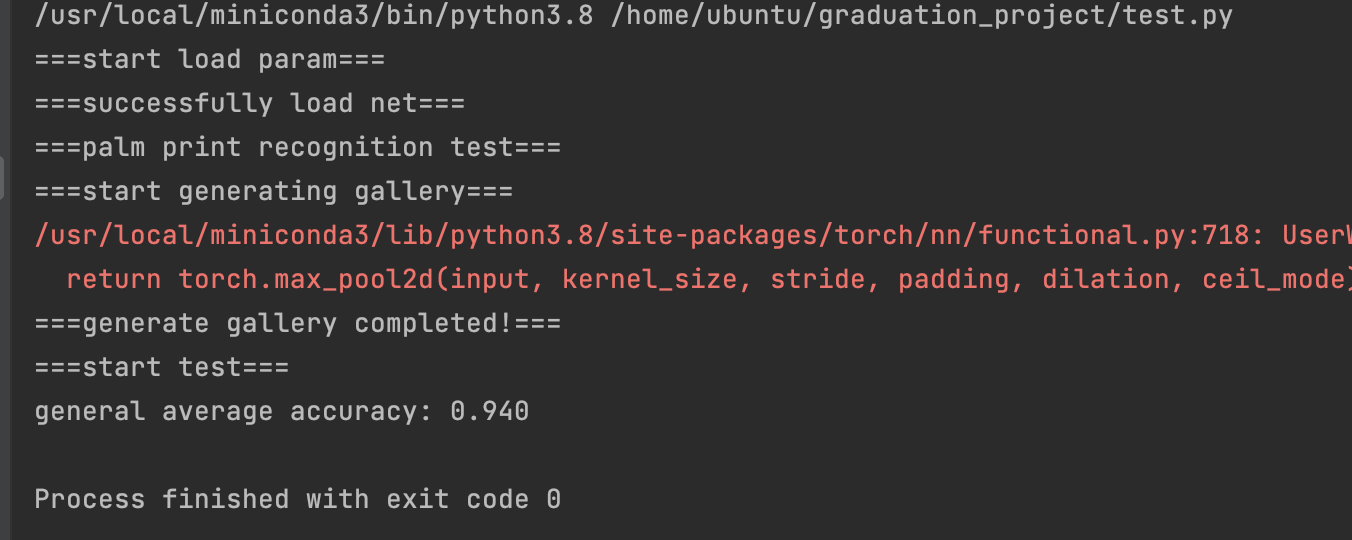 /usr/local/miniconda3/bin/python3.8 /home/ubuntu/graduation_project/test.py
===start load param===
===successfully load net===
===palm print recognition test===
===start generating gallery===
/usr/local/miniconda3/lib/python3.8/site-packages/torch/nn/functional.py:718: User
  return torch.max_pool2d(input, kernel_size, stride, padding, dilation, ceil_mode)
===generate gallery completed!===
===start test===
general average accuracy: 0.940
Process finished with exit code 0